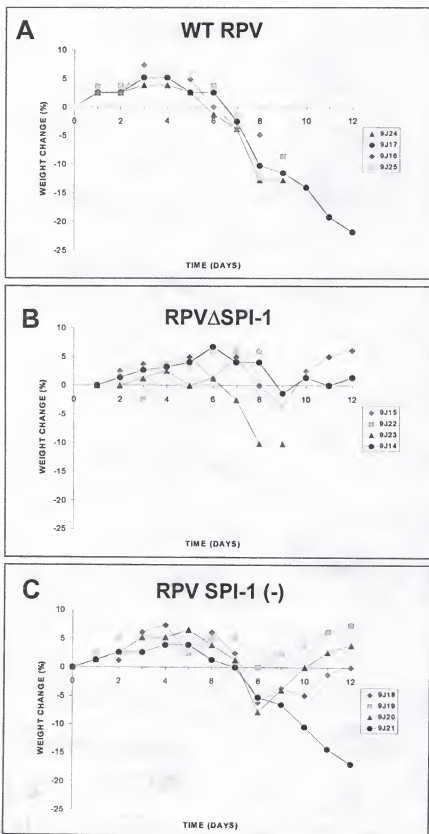 A
WT RPV
WEIGHT CHANGE (%)
10
5
0
-5
-10
-15
-20
-25
0
2
4
6
8
10
12
9J24
9J17
9J16
9J25
TIME (DAYS)
B
RPVΔSPI-1
WEIGHT CHANGE (%)
10
5
0
-5
-10
-15
-20
-25
0
2
4
6
8
10
12
9J15
9J22
9J23
9J14
TIME (DAYS)
C
RPV SPI-1 (-)
WEIGHT CHANGE (%)
10
5
0
-5
-10
-15
-20
-25
0
2
4
6
8
10
12
9J18
9J19
9J20
9J21
TIME (DAYS)